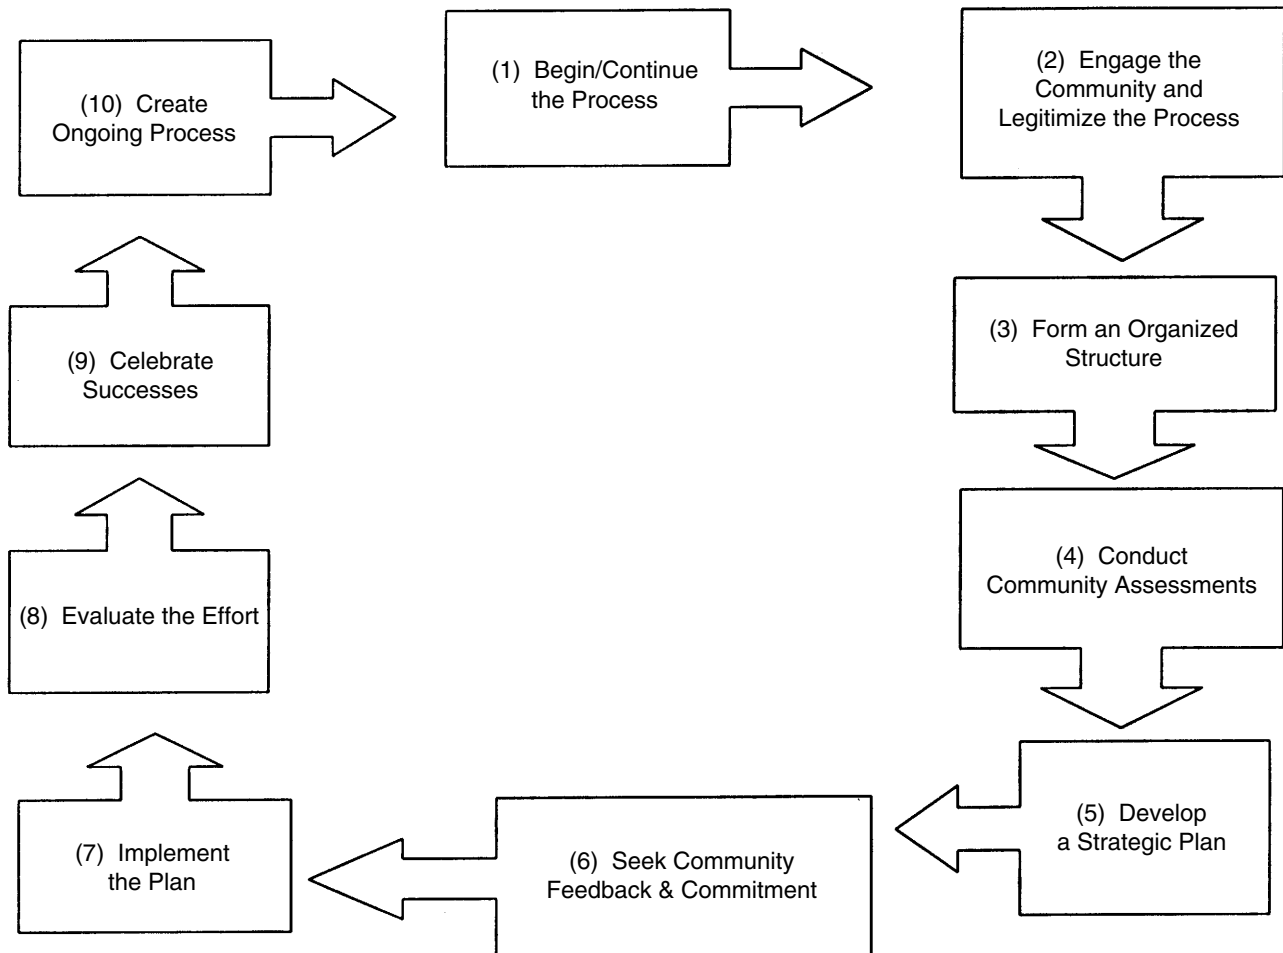 (1) Begin/Continue
the Process
(2) Engage the
Community and
Legitimize the Process
(3) Form an Organized
Structure
(4) Conduct
Community Assessments
(5) Develop
a Strategic Plan
(6) Seek Community
Feedback & Commitment
(7) Implement
the Plan
(8) Evaluate the Effort
(9) Celebrate
Successes
(10) Create
Ongoing Process